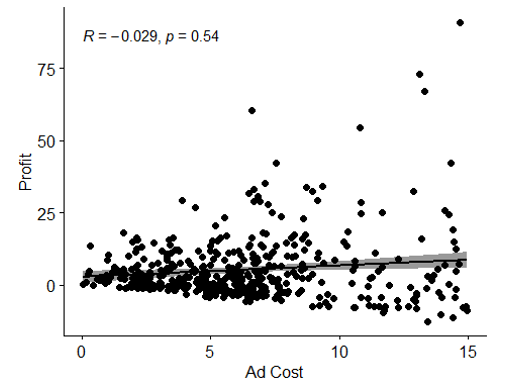 R = −0.029, p = 0.54
75
50
25
0
Profit
0 5 10 15
Ad Cost